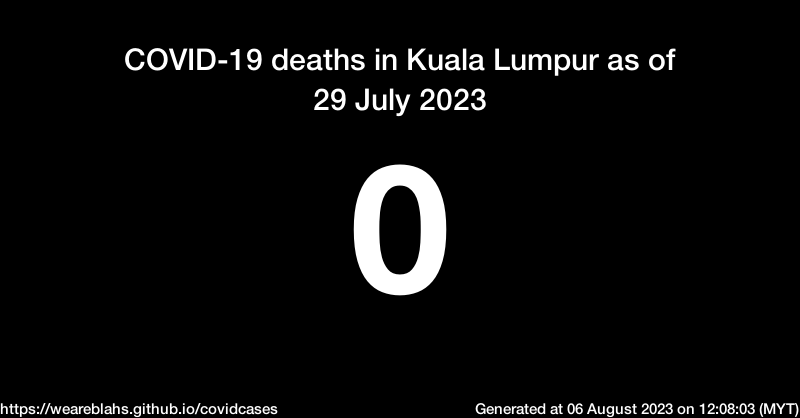 COVID-19 deaths in Kuala Lumpur as of
29 July 2023
0
https://weareblahs.github.io/covidcases
Generated at 06 August 2023 on 12:08:03 (MYT)